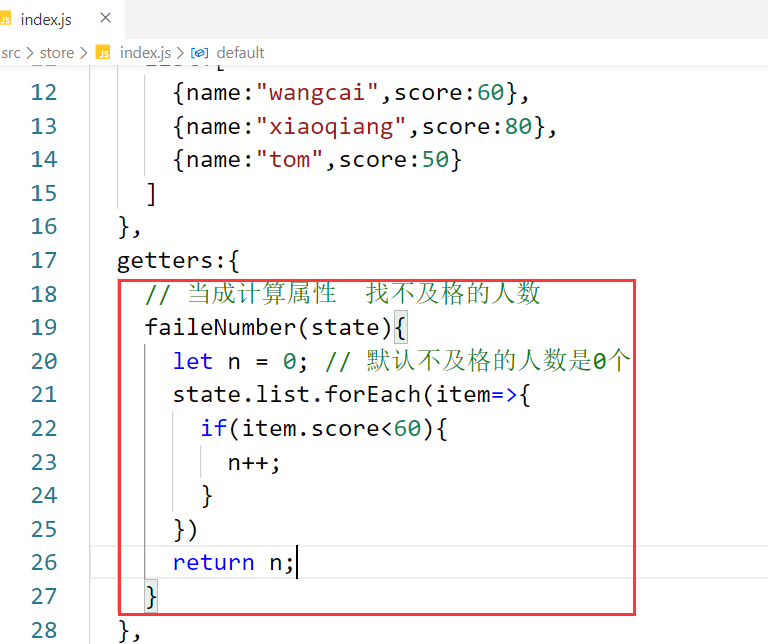 JS index.js ×
src > store > JS index.js > default
12 {name:"wangcai",score:60},
13 {name:"xiaoqiang",score:80},
14 {name:"tom",score:50}
15 ]
16 },
17 getters:{
18 // 当成计算属性 找不及格的人数
19 faileNumber(state){
20 let n = 0; // 默认不及格的人数是0个
21 state.list.forEach(item=>{
22 if(item.score<60){
23 n++;
24 }
25 })
26 return n;
27 }
28 },